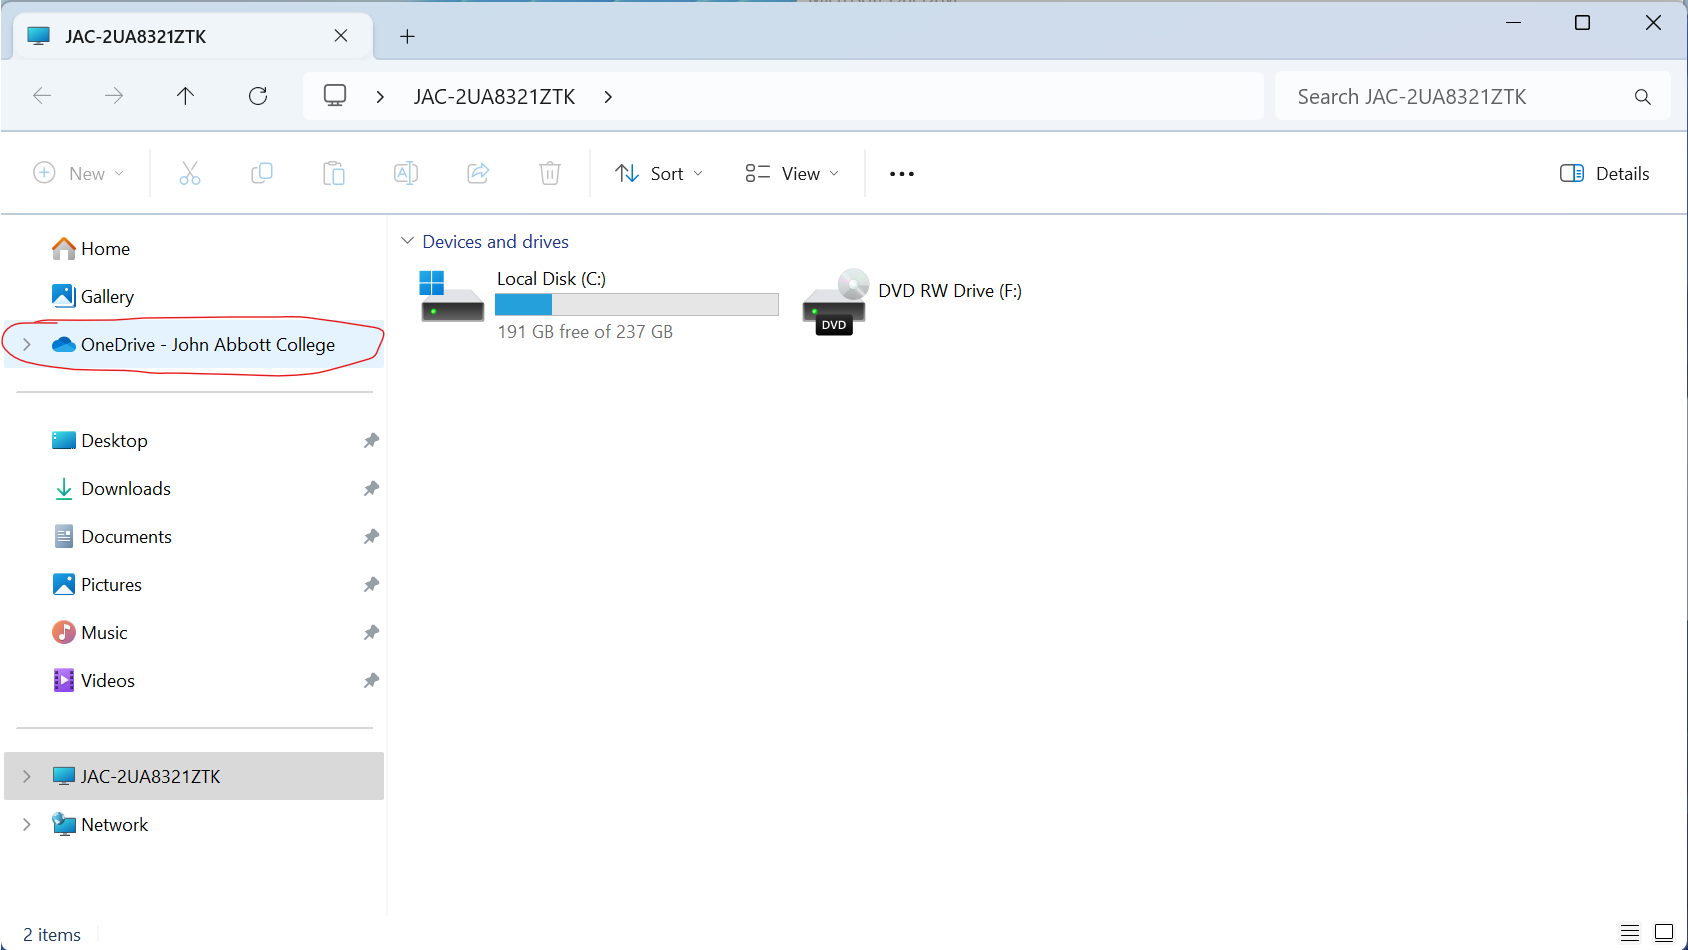 JAC-2UA8321ZTK
JAC-2UA8321ZTK
Search JAC-2UA8321ZTK
New
Sort
View
Details
Home
Gallery
OneDrive - John Abbott College
Desktop
Downloads
Documents
Pictures
Music
Videos
JAC-2UA8321ZTK
Network
Devices and drives
Local Disk (C:)
191 GB free of 237 GB
DVD RW Drive (F:)
DVD
2 items